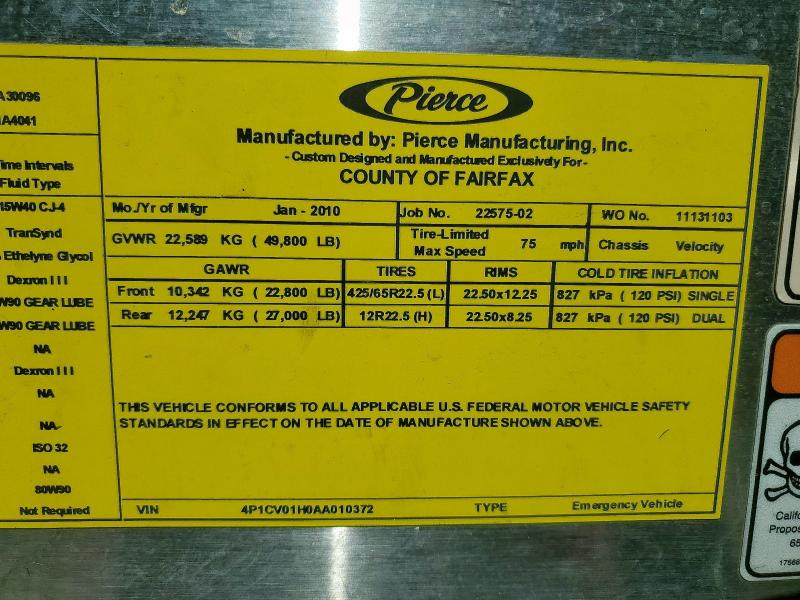 A30096
A4041
Time Intervals
Fluid Type
15W40 CJ-4
TranSynd
Ethelyne Glycol
Dexron III
W90 GEAR LUBE
W90 GEAR LUBE
NA
Dexron III
NA
NA
ISO 32
NA
80W90
Not Required
Pierce
Manufactured by: Pierce Manufacturing, Inc.
-Custom Designed and Manufactured Exclusively For-
COUNTY OF FAIRFAX
Mo./Yr of Mfgr Jan - 2010 Job No. 22575-02 WO No. 11131103
GVWR 22,589 KG ( 49,800 LB) Tire-Limited Max Speed 75 mph Chassis Velocity
GAWR TIRES RIMS COLD TIRE INFLATION
Front 10,342 KG ( 22,800 LB) 425/65R22.5 (L) 22.50x12.25 827 kPa ( 120 PSI) SINGLE
Rear 12,247 KG ( 27,000 LB) 12R22.5 (H) 22.50x8.25 827 kPa ( 120 PSI) DUAL
THIS VEHICLE CONFORMS TO ALL APPLICABLE U.S. FEDERAL MOTOR VEHICLE SAFETY
STANDARDS IN EFFECT ON THE DATE OF MANUFACTURE SHOWN ABOVE.
VIN 4P1CV01H0AA010372 TYPE Emergency Vehicle
Califo
Propos
65
17566